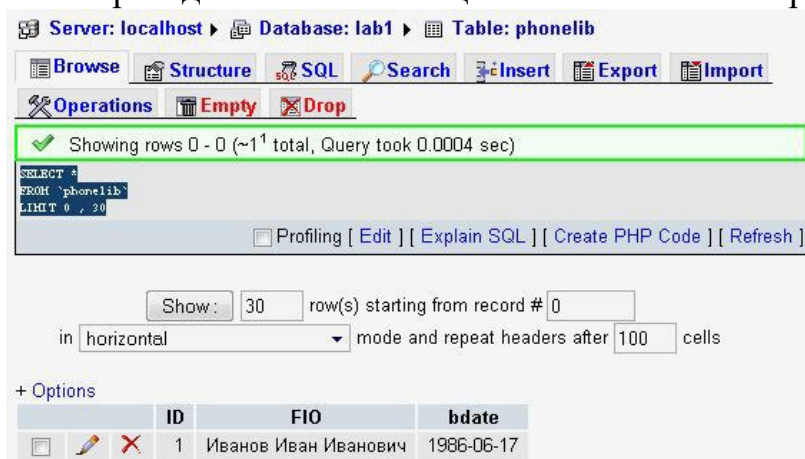 Server: localhost Database: lab1 Table: phonelib
Browse Structure SQL Search Insert Export Import
Operations Empty Drop
Showing rows 0 - 0 (~1¹ total, Query took 0.0004 sec)
SELECT *
FROM `phonelib`
LIMIT 0 , 30
Profiling [ Edit ] [ Explain SQL ] [ Create PHP Code ] [ Refresh ]
Show : 30 row(s) starting from record # 0
in horizontal mode and repeat headers after 100 cells
+ Options
ID FIO bdate
1 Иванов Иван Иванович 1986-06-17